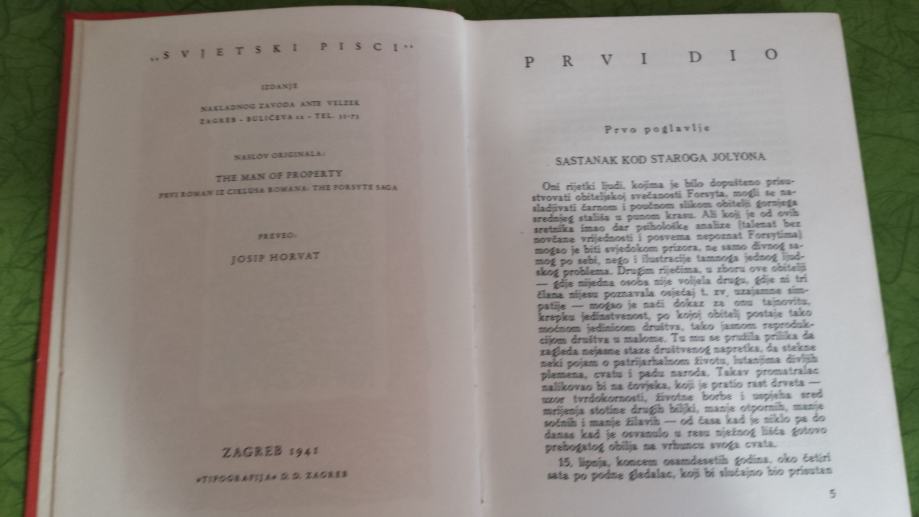 „SVJETSKI PISCI“
IZDANJE
NAKLADNOG ZAVODA ANTE VELZEK
ZAGREB - BULIĆEVA 12 - TEL. 51-73
NASLOV ORIGINALA:
THE MAN OF PROPERTY
PRVI ROMAN IZ CIKLUSA ROMANA: THE FORSYTE SAGA
PREVEO:
JOSIP HORVAT
ZAGREB 1941
»TIPOGRAFIJA« D. D. ZAGREB
PRVI DIO
Prvo poglavlje
SASTANAK KOD STAROGA JOLYONA
Oni rijetki ljudi, kojima je bilo dopušteno prisu-
stvovati obiteljskoj svečanosti Forsyta, mogli se na-
sladjivati čarnom i poučnom slikom obitelji gornjega
srednjeg stališa u punom krasu. Ali koji je od ovih
sretnika imao dar psihološke analize (talenat bez
novčane vrijednosti i posvema nepoznat Forsytima)
mogao je biti svjedokom prizora, ne samo divnog sa-
mog po sebi, nego i ilustracije tamnoga jednog ljud-
skog problema. Drugim riječima, u zboru ove obitelji
— gdje nijedna osoba nije voljela drugu, gdje ni tri
člana nijesu poznavala osjećaj t. zv. uzajamne sim-
patije — mogao je naći dokaz za onu tajnovitu,
krepku jedinstvenost, po kojoj obitelj postaje tako
moćnom jedinicom društva, tako jasnom reproduk-
cijom društva u malome. Tu mu se pružila prilika da
zagleda nejasne staze društvenog napretka, da stekne
neki pojam o patrijarhalnom životu, lutanjima divljih
plemena, cvatu i padu naroda. Takav promatralac
nalikovao bi na čovjeka, koji je pratio rast drveta —
uzor tvrdokornosti, životne borbe i uspjeha sred
mrijenja stotine drugih biljki, manje otpornih, manje
sočnih i manje žilavih — od časa kad je niklo pa do
danas kad je osvanulo u resu nježnog lišća gotovo
prebogatog obilja na vrhuncu svoga cvata.
15. lipnja, koncem osamdesetih godina, oko četiri
sata po podne gledalac, koji bi slučajno bio prisutan
5